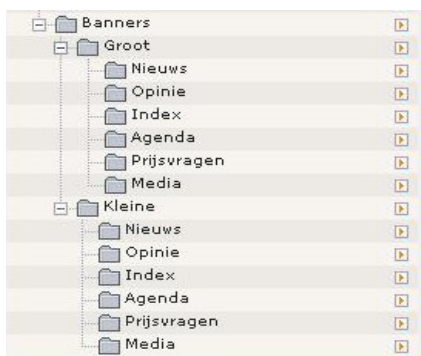 Banners
Groot
Nieuws
Opinie
Index
Agenda
Prijsvragen
Media
Kleine
Nieuws
Opinie
Index
Agenda
Prijsvragen
Media